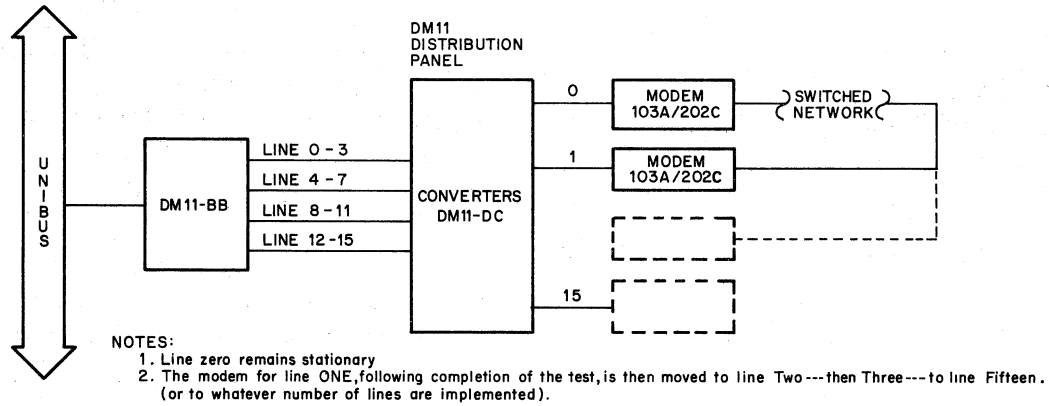 DM11
DISTRIBUTION
PANEL
UNIBUS
DM11-BB
LINE 0-3
LINE 4-7
LINE 8-11
LINE 12-15
CONVERTERS
DM11-DC
0
MODEM
103A/202C
SWITCHED
NETWORK
1
MODEM
103A/202C
15
NOTES:
1. Line zero remains stationary
2. The modem for line ONE, following completion of the test, is then moved to line Two---then Three---to line Fifteen.
(or to whatever number of lines are implemented).